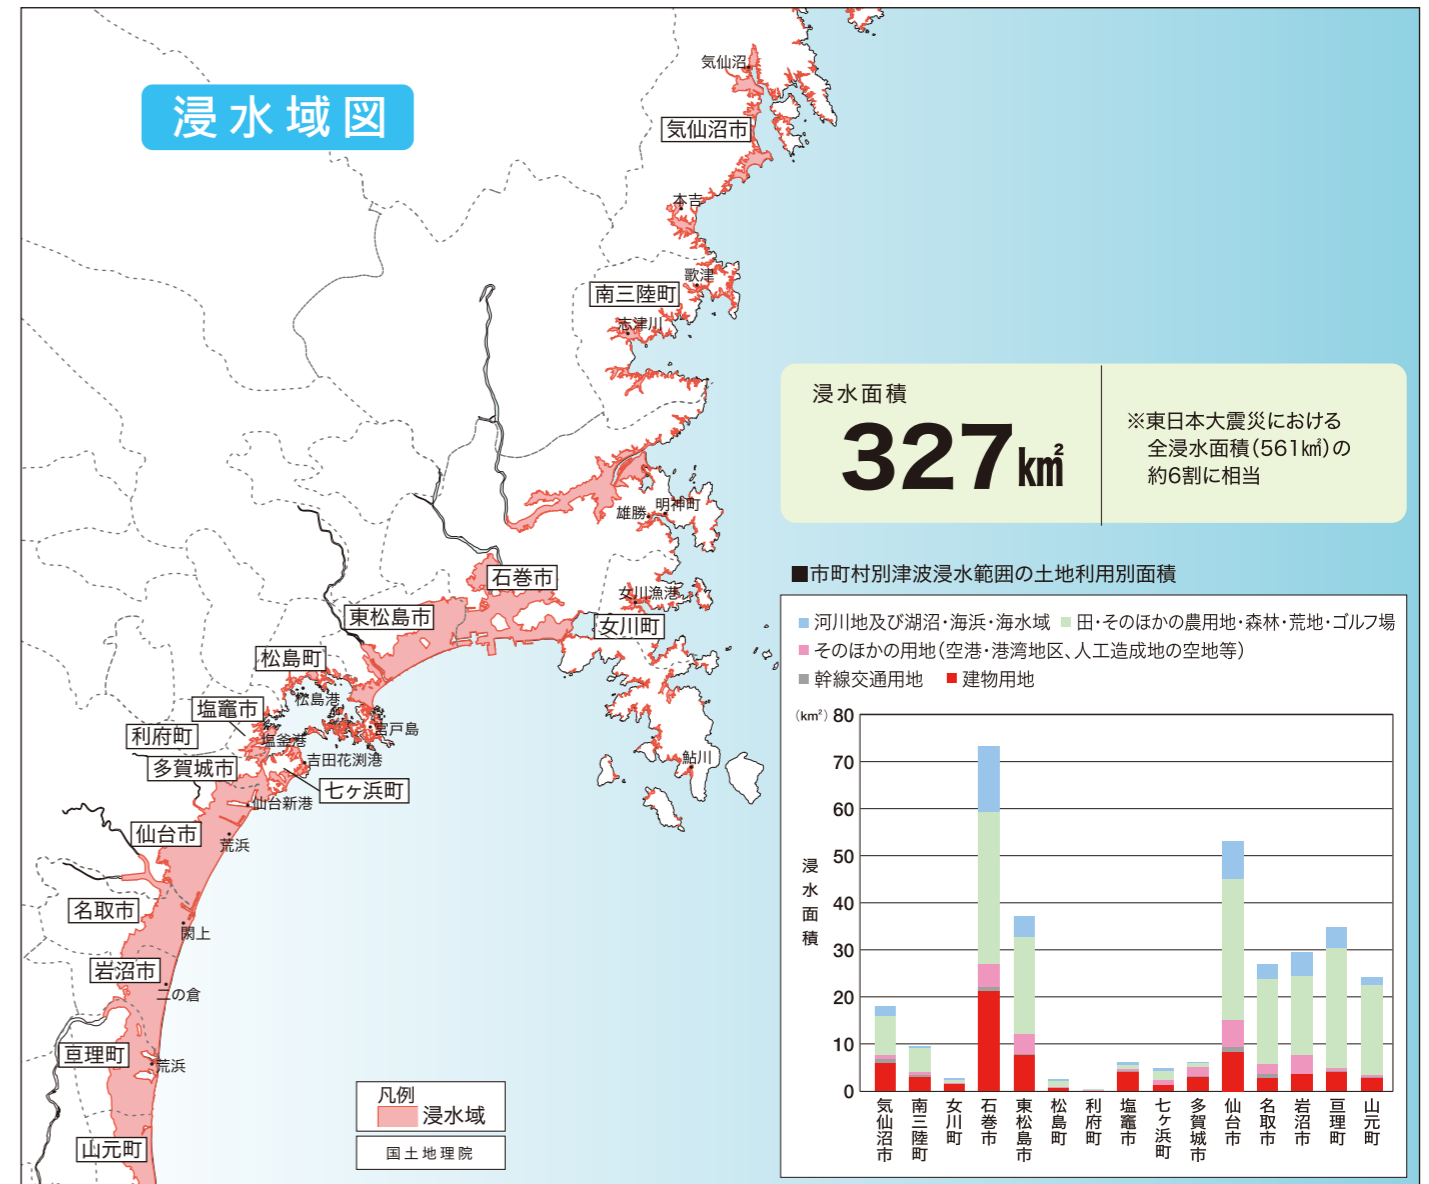 浸水域図
気仙沼
気仙沼市
本吉
歌津
南三陸町
志津川
雄勝
明神町
石巻市
女川漁港
東松島市
女川町
松島町
松島港
塩竈市
宮戸島
利府町
塩釜港
吉田花渕港
多賀城市
七ヶ浜町
鮎川
仙台新港
仙台市
荒浜
名取市
閖上
岩沼市
二の倉
亘理町
荒浜
山元町
凡例
浸水域
国土地理院
浸水面積
327k㎡
※東日本大震災における
全浸水面積(561k㎡)の
約6割に相当
■市町村別津波浸水範囲の土地利用別面積
河川地及び湖沼・海浜・海水域 田・そのほかの農用地・森林・荒地・ゴルフ場
そのほかの用地(空港・港湾地区、人工造成地の空地等)
幹線交通用地 建物用地
(km²)
80
70
60
50
40
30
20
10
0
浸水面積
気仙沼市
南三陸町
女川町
石巻市
東松島市
松島町
利府町
塩竈市
七ヶ浜町
多賀城市
仙台市
名取市
岩沼市
亘理町
山元町